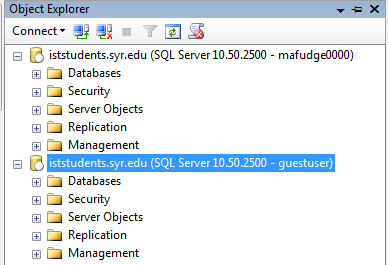 Object Explorer
Connect
iststudents.syr.edu (SQL Server 10.50.2500 - mafudge0000)
Databases
Security
Server Objects
Replication
Management
iststudents.syr.edu (SQL Server 10.50.2500 - guestuser)
Databases
Security
Server Objects
Replication
Management